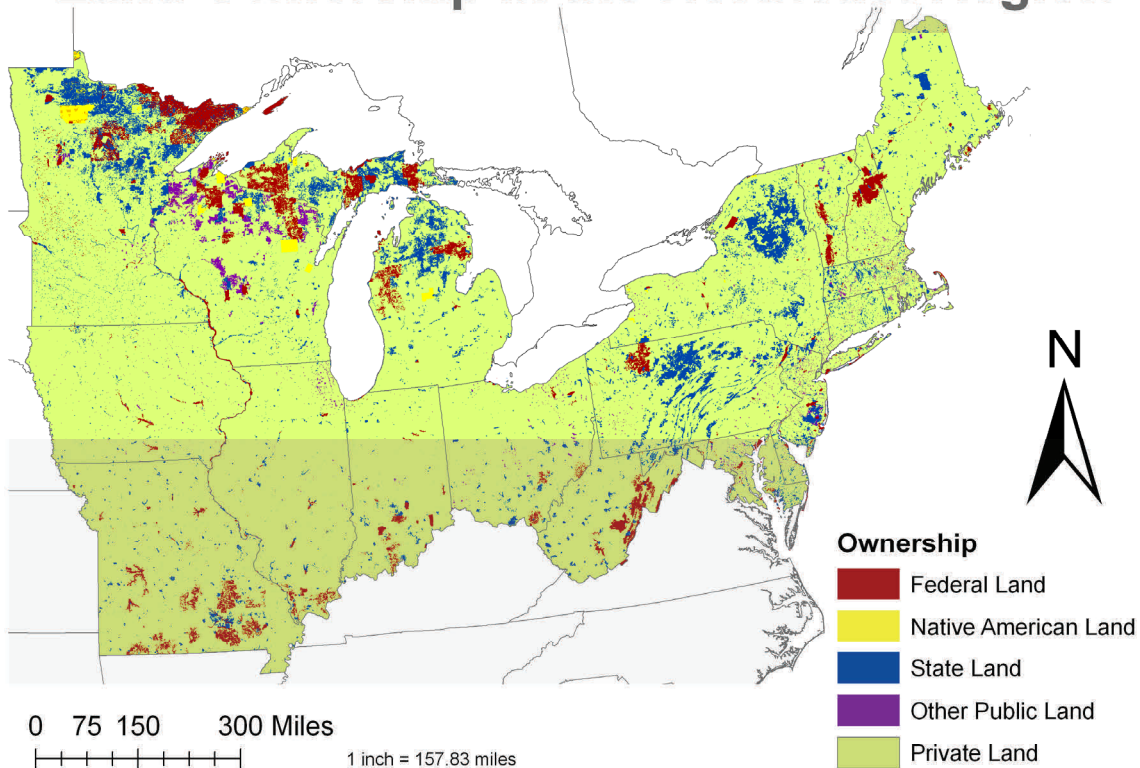 N
Ownership
Federal Land
Native American Land
State Land
Other Public Land
Private Land
0 75 150 300 Miles
1 inch = 157.83 miles